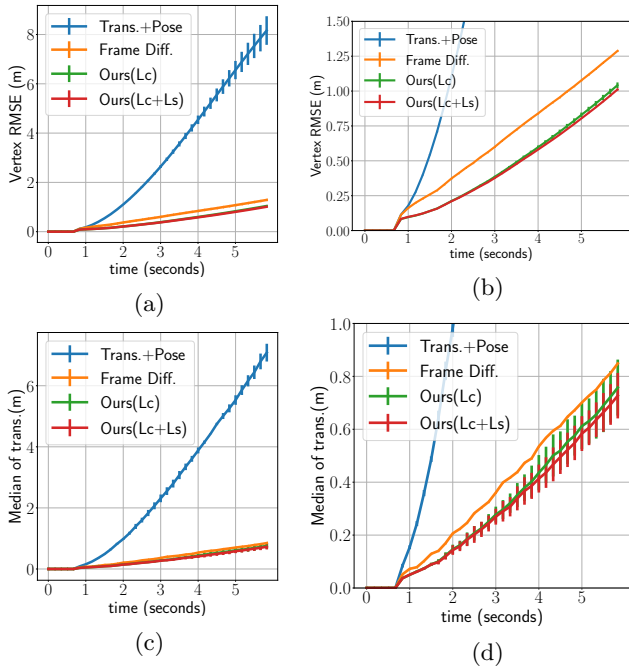 Vertex RMSE (m)
8
6
4
2
0
Trans.+Pose
Frame Diff.
Ours(Lc)
Ours(Lc+Ls)
0 1 2 3 4 5
time (seconds)
(a)
Vertex RMSE (m)
1.50
1.25
1.00
0.75
0.50
0.25
0.00
Trans.+Pose
Frame Diff.
Ours(Lc)
Ours(Lc+Ls)
0 1 2 3 4 5
time (seconds)
(b)
Median of trans.(m)
6
4
2
0
Trans.+Pose
Frame Diff.
Ours(Lc)
Ours(Lc+Ls)
0 1 2 3 4 5
time (seconds)
(c)
Median of trans.(m)
1.0
0.8
0.6
0.4
0.2
0.0
Trans.+Pose
Frame Diff.
Ours(Lc)
Ours(Lc+Ls)
0 1 2 3 4 5
time (seconds)
(d)